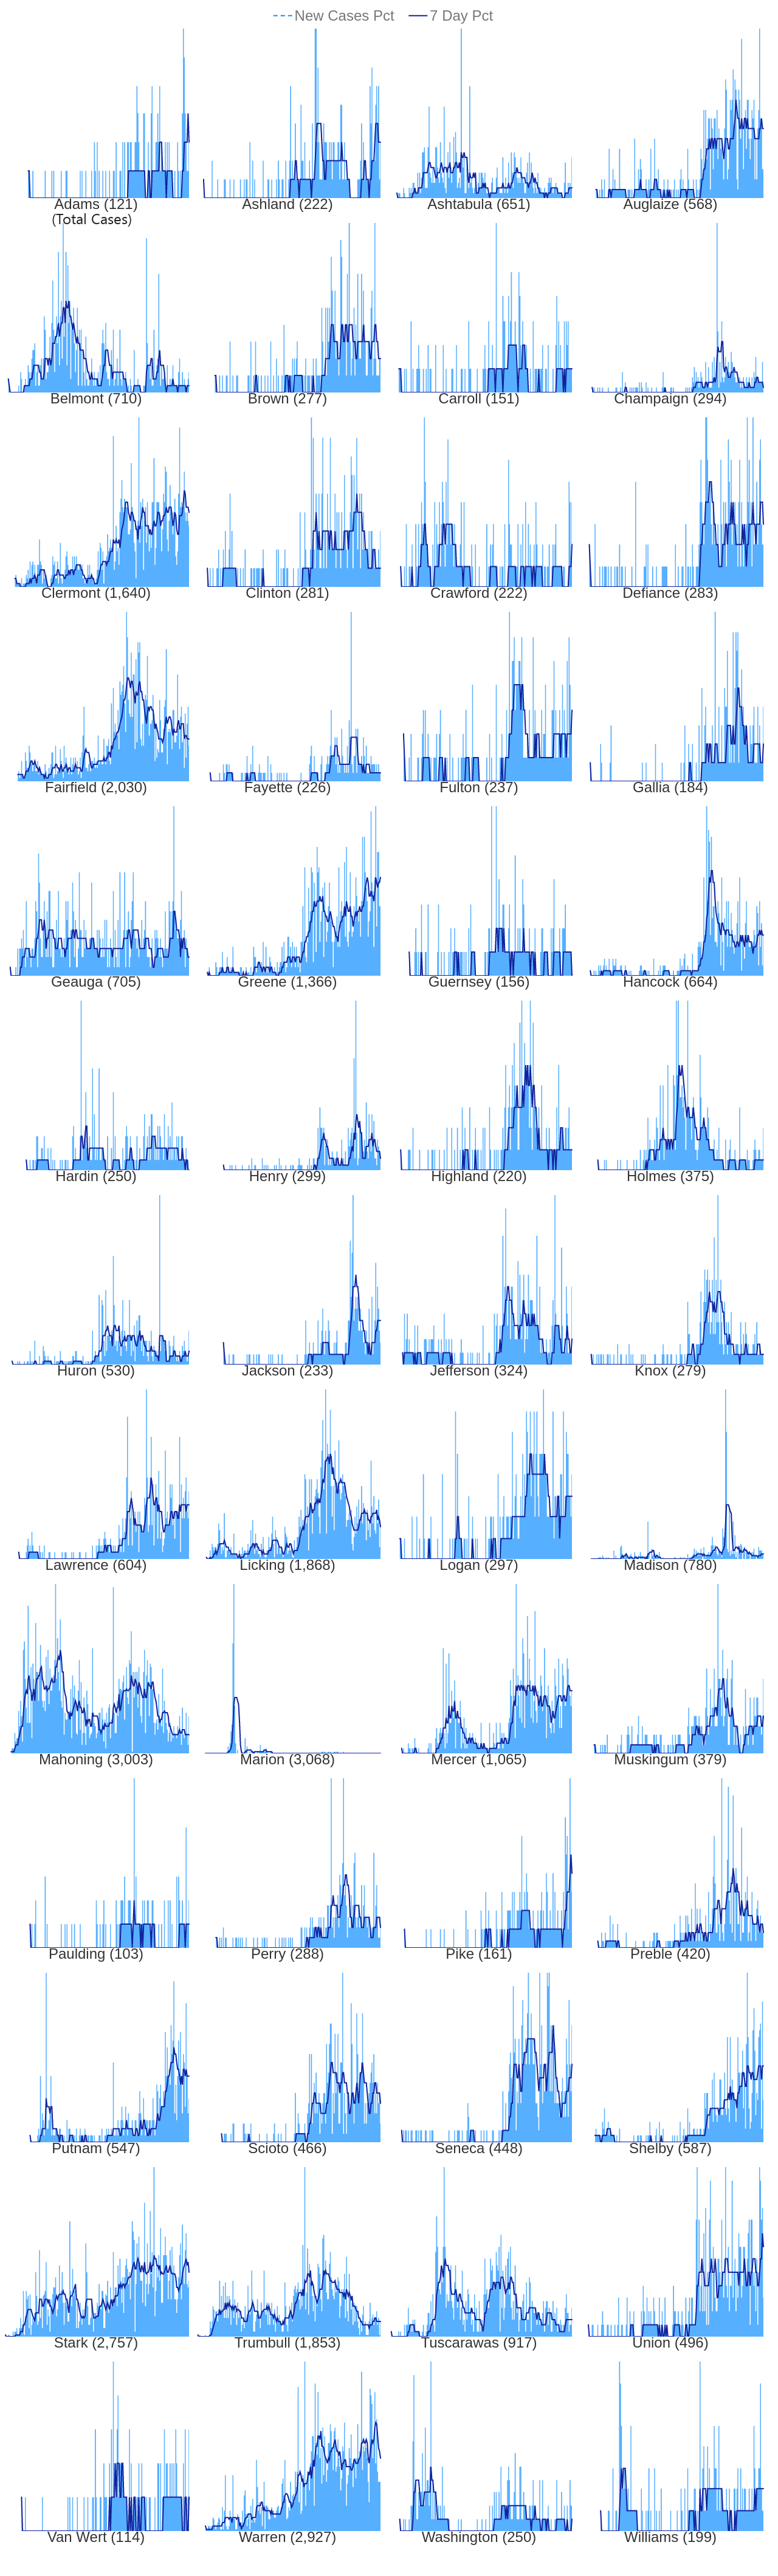 New Cases Pct 7 Day Pct
Adams (121) Ashland (222) Ashtabula (651) Auglaize (568)
(Total Cases)
Belmont (710) Brown (277) Carroll (151) Champaign (294)
Clermont (1,640) Clinton (281) Crawford (222) Defiance (283)
Fairfield (2,030) Fayette (226) Fulton (237) Gallia (184)
Geauga (705) Greene (1,366) Guernsey (156) Hancock (664)
Hardin (250) Henry (299) Highland (220) Holmes (375)
Huron (530) Jackson (233) Jefferson (324) Knox (279)
Lawrence (604) Licking (1,868) Logan (297) Madison (780)
Mahoning (3,003) Marion (3,068) Mercer (1,065) Muskingum (379)
Paulding (103) Perry (288) Pike (161) Preble (420)
Putnam (547) Scioto (466) Seneca (448) Shelby (587)
Stark (2,757) Trumbull (1,853) Tuscarawas (917) Union (496)
Van Wert (114) Warren (2,927) Washington (250) Williams (199)